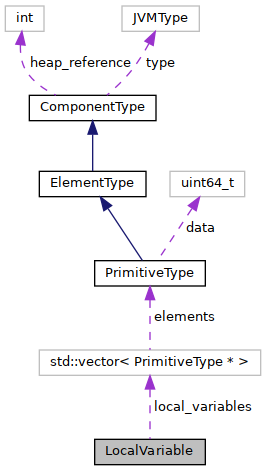 int
JVMType
heap_reference
type
ComponentType
ElementType
uint64_t
data
PrimitiveType
elements
std::vector< PrimitiveType * >
local_variables
LocalVariable